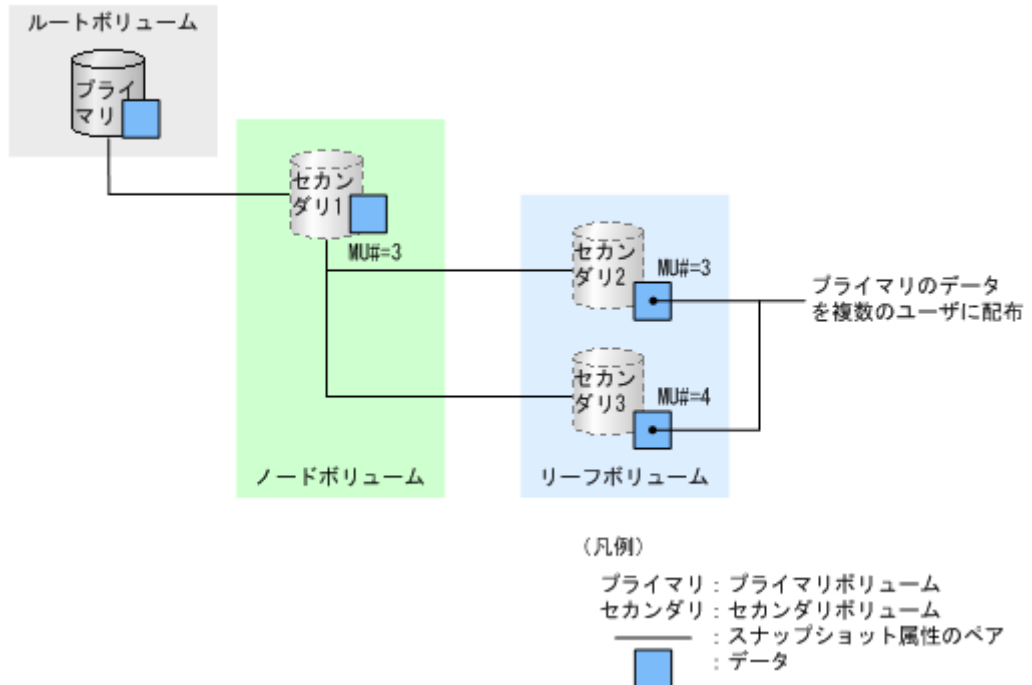 ルートボリューム
プライ
マリ
セカン
ダリ1
MU#=3
セカン
ダリ2
MU#=3
プライマリのデータ
を複数のユーザに配布
セカン
ダリ3
MU#=4
ノードボリューム
リーフボリューム
（凡例）
プライマリ：プライマリボリューム
セカンダリ：セカンダリボリューム
：スナップショット属性のペア
：データ